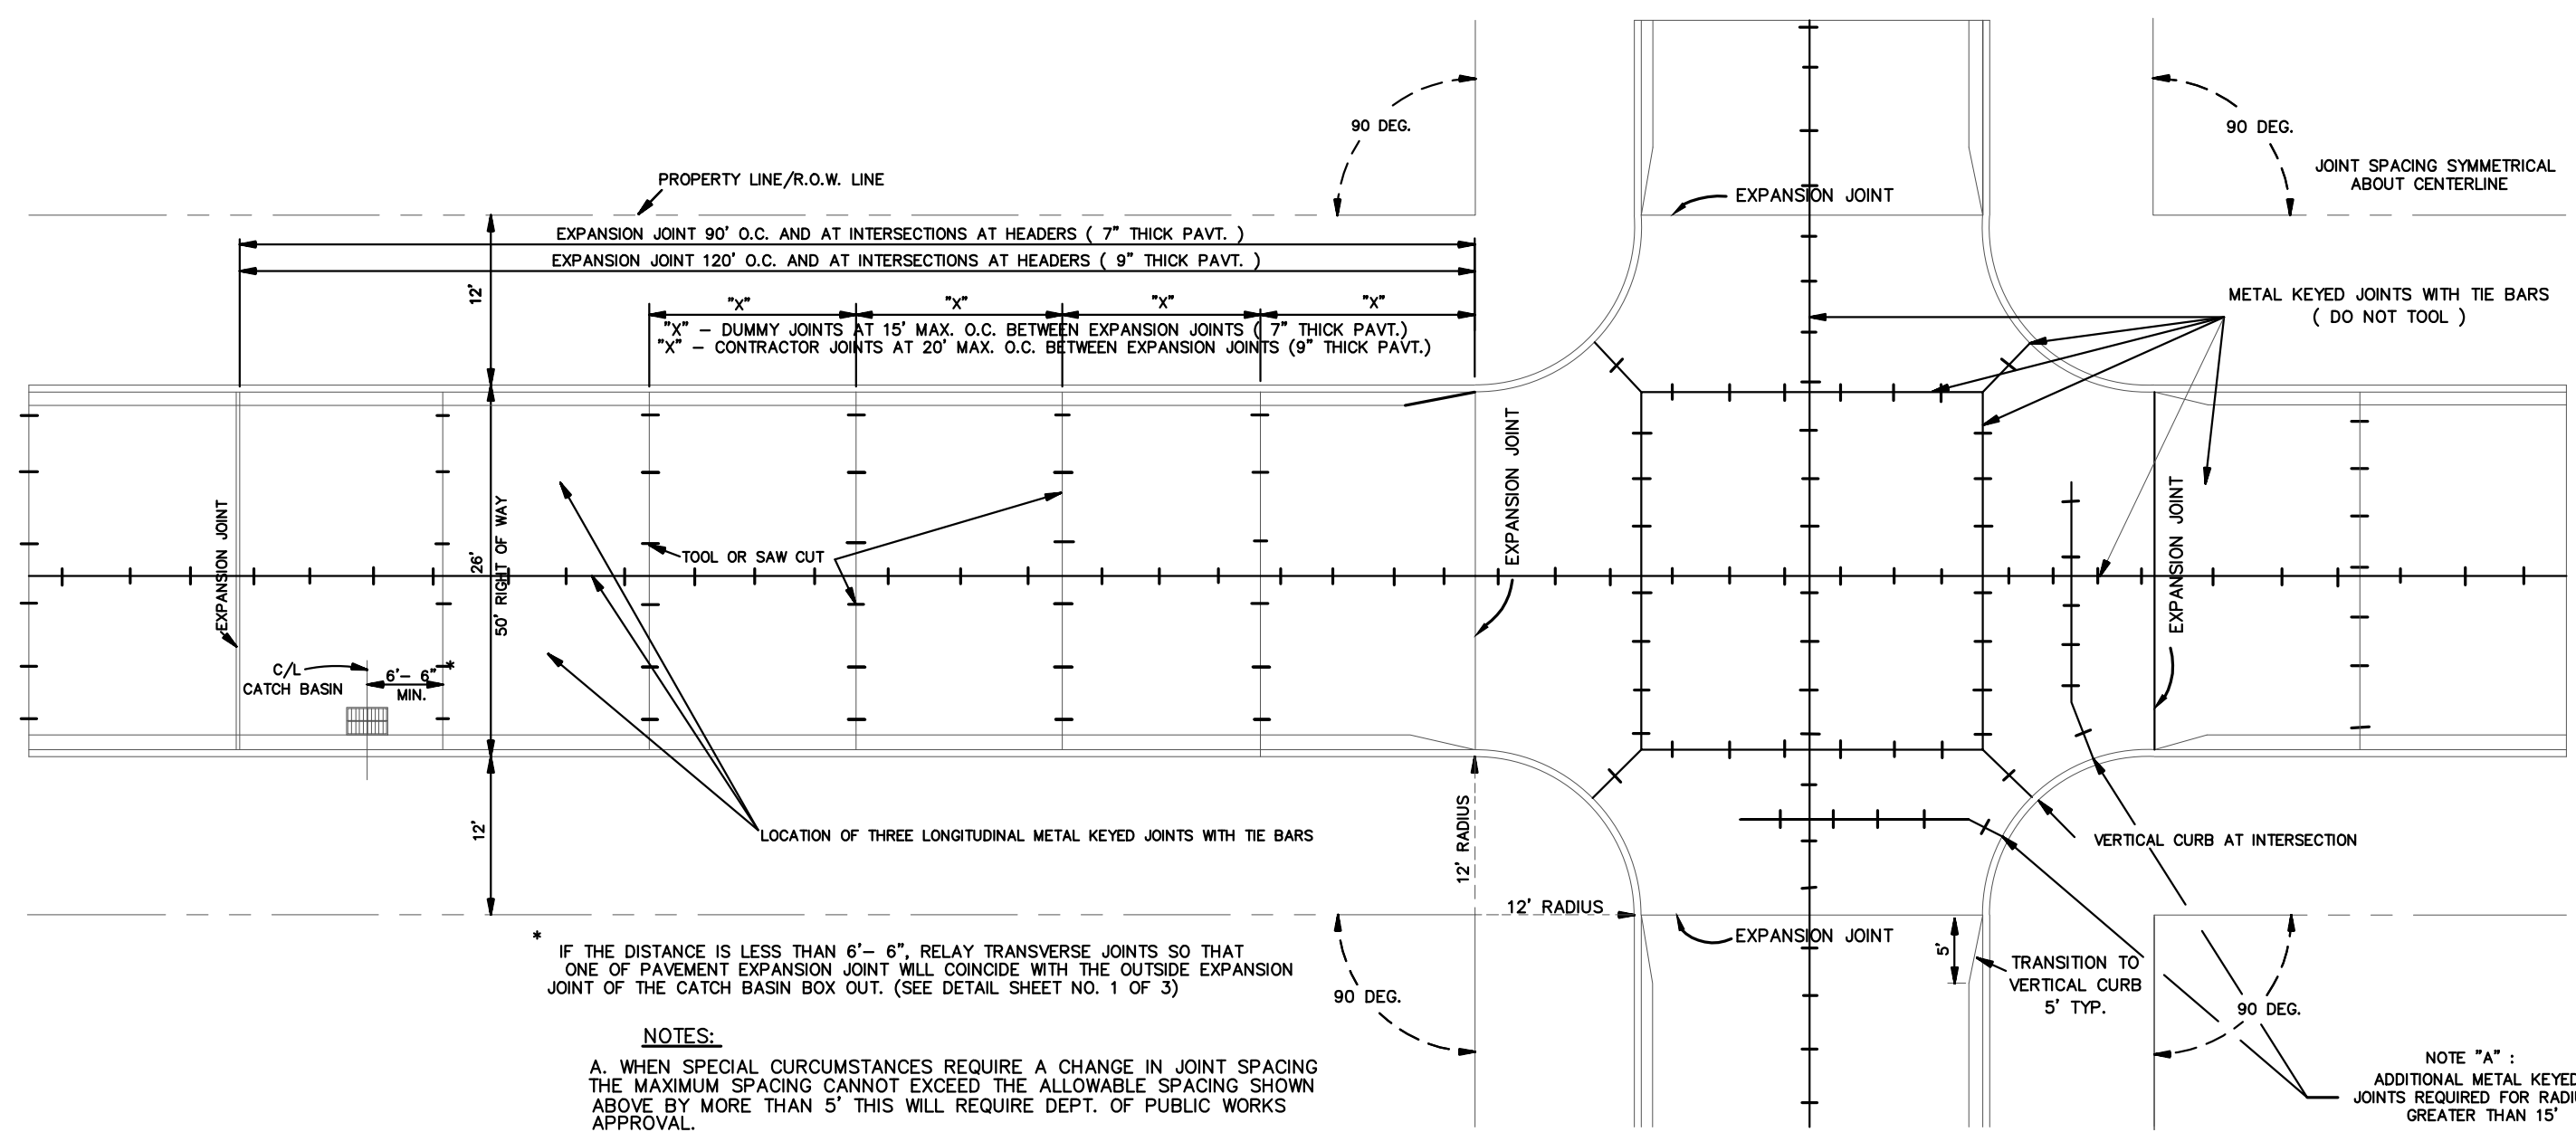 90 DEG.
90 DEG.
JOINT SPACING SYMMETRICAL
ABOUT CENTERLINE
PROPERTY LINE/R.O.W. LINE
EXPANSION JOINT
EXPANSION JOINT 90' O.C. AND AT INTERSECTIONS AT HEADERS ( 7" THICK PAVT. )
EXPANSION JOINT 120' O.C. AND AT INTERSECTIONS AT HEADERS ( 9" THICK PAVT. )
12'
"X"
"X"
"X"
"X"
"X" – DUMMY JOINTS AT 15' MAX. O.C. BETWEEN EXPANSION JOINTS ( 7" THICK PAVT.)
"X" – CONTRACTOR JOINTS AT 20' MAX. O.C. BETWEEN EXPANSION JOINTS (9" THICK PAVT.)
METAL KEYED JOINTS WITH TIE BARS
( DO NOT TOOL )
EXPANSION JOINT
26'
50' RIGHT OF WAY
TOOL OR SAW CUT
EXPANSION JOINT
EXPANSION JOINT
C/L
CATCH BASIN
6'– 6" *
MIN.
12'
LOCATION OF THREE LONGITUDINAL METAL KEYED JOINTS WITH TIE BARS
12' RADIUS
12' RADIUS
VERTICAL CURB AT INTERSECTION
EXPANSION JOINT
5'
TRANSITION TO
VERTICAL CURB
5' TYP.
*
IF THE DISTANCE IS LESS THAN 6'– 6", RELAY TRANSVERSE JOINTS SO THAT
ONE OF PAVEMENT EXPANSION JOINT WILL COINCIDE WITH THE OUTSIDE EXPANSION
JOINT OF THE CATCH BASIN BOX OUT. (SEE DETAIL SHEET NO. 1 OF 3)
90 DEG.
90 DEG.
NOTES:
A. WHEN SPECIAL CURCUMSTANCES REQUIRE A CHANGE IN JOINT SPACING
THE MAXIMUM SPACING CANNOT EXCEED THE ALLOWABLE SPACING SHOWN
ABOVE BY MORE THAN 5' THIS WILL REQUIRE DEPT. OF PUBLIC WORKS
APPROVAL.
NOTE "A" :
ADDITIONAL METAL KEYED
JOINTS REQUIRED FOR RADI
GREATER THAN 15'